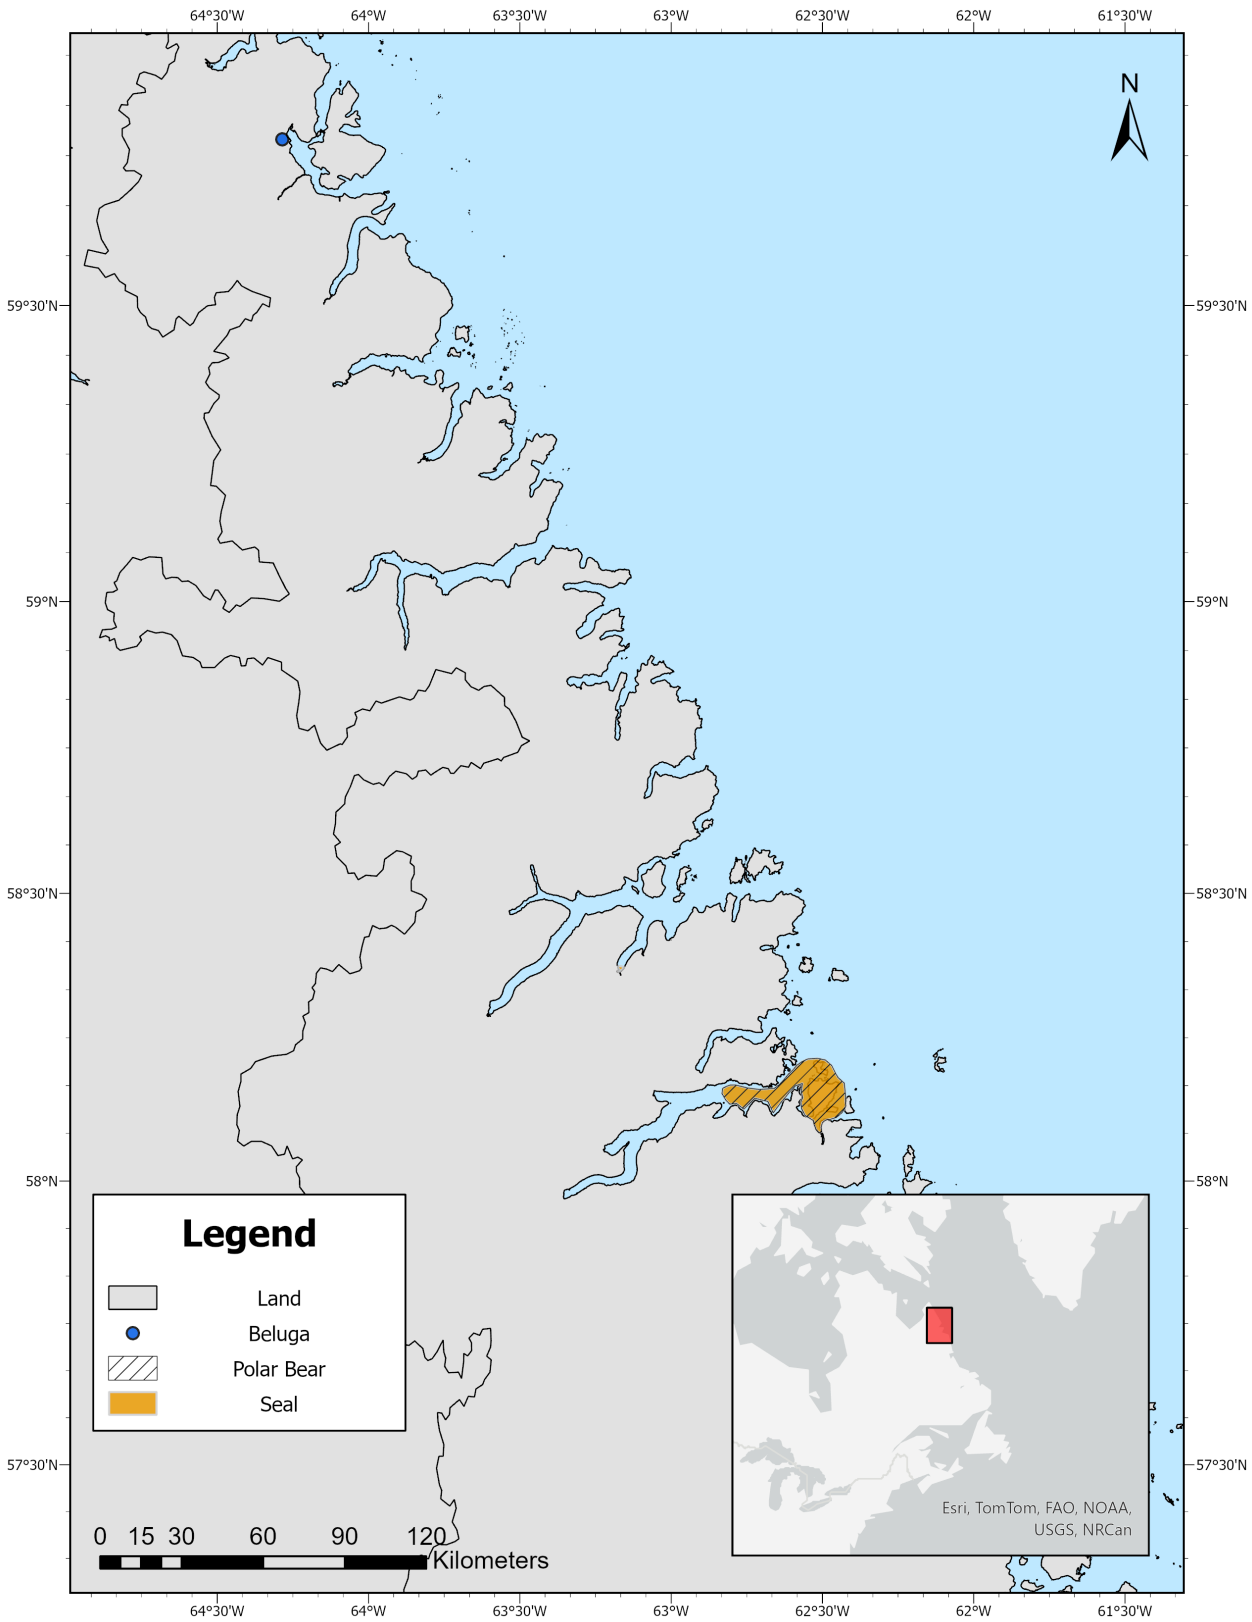 64°30'W 64°W 63°30'W 63°W 62°30'W 62°W 61°30'W
N
59°30'N 59°30'N
59°N 59°N
58°30'N 58°30'N
58°N 58°N
Legend
Land
Beluga
Polar Bear
Seal
57°30'N 57°30'N
Esri, TomTom, FAO, NOAA,
USGS, NRCan
0 15 30 60 90 120
Kilometers
64°30'W 64°W 63°30'W 63°W 62°30'W 62°W 61°30'W